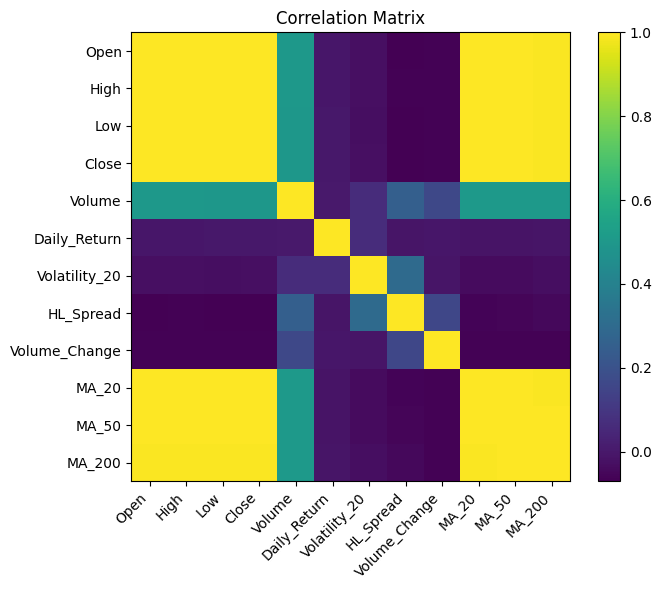 Correlation Matrix
Open
High
Low
Close
Volume
Daily_Return
Volatility_20
HL_Spread
Volume_Change
MA_20
MA_50
MA_200
Open
High
Low
Close
Volume
Daily_Return
Volatility_20
HL_Spread
Volume_Change
MA_20
MA_50
MA_200
1.0
0.8
0.6
0.4
0.2
0.0